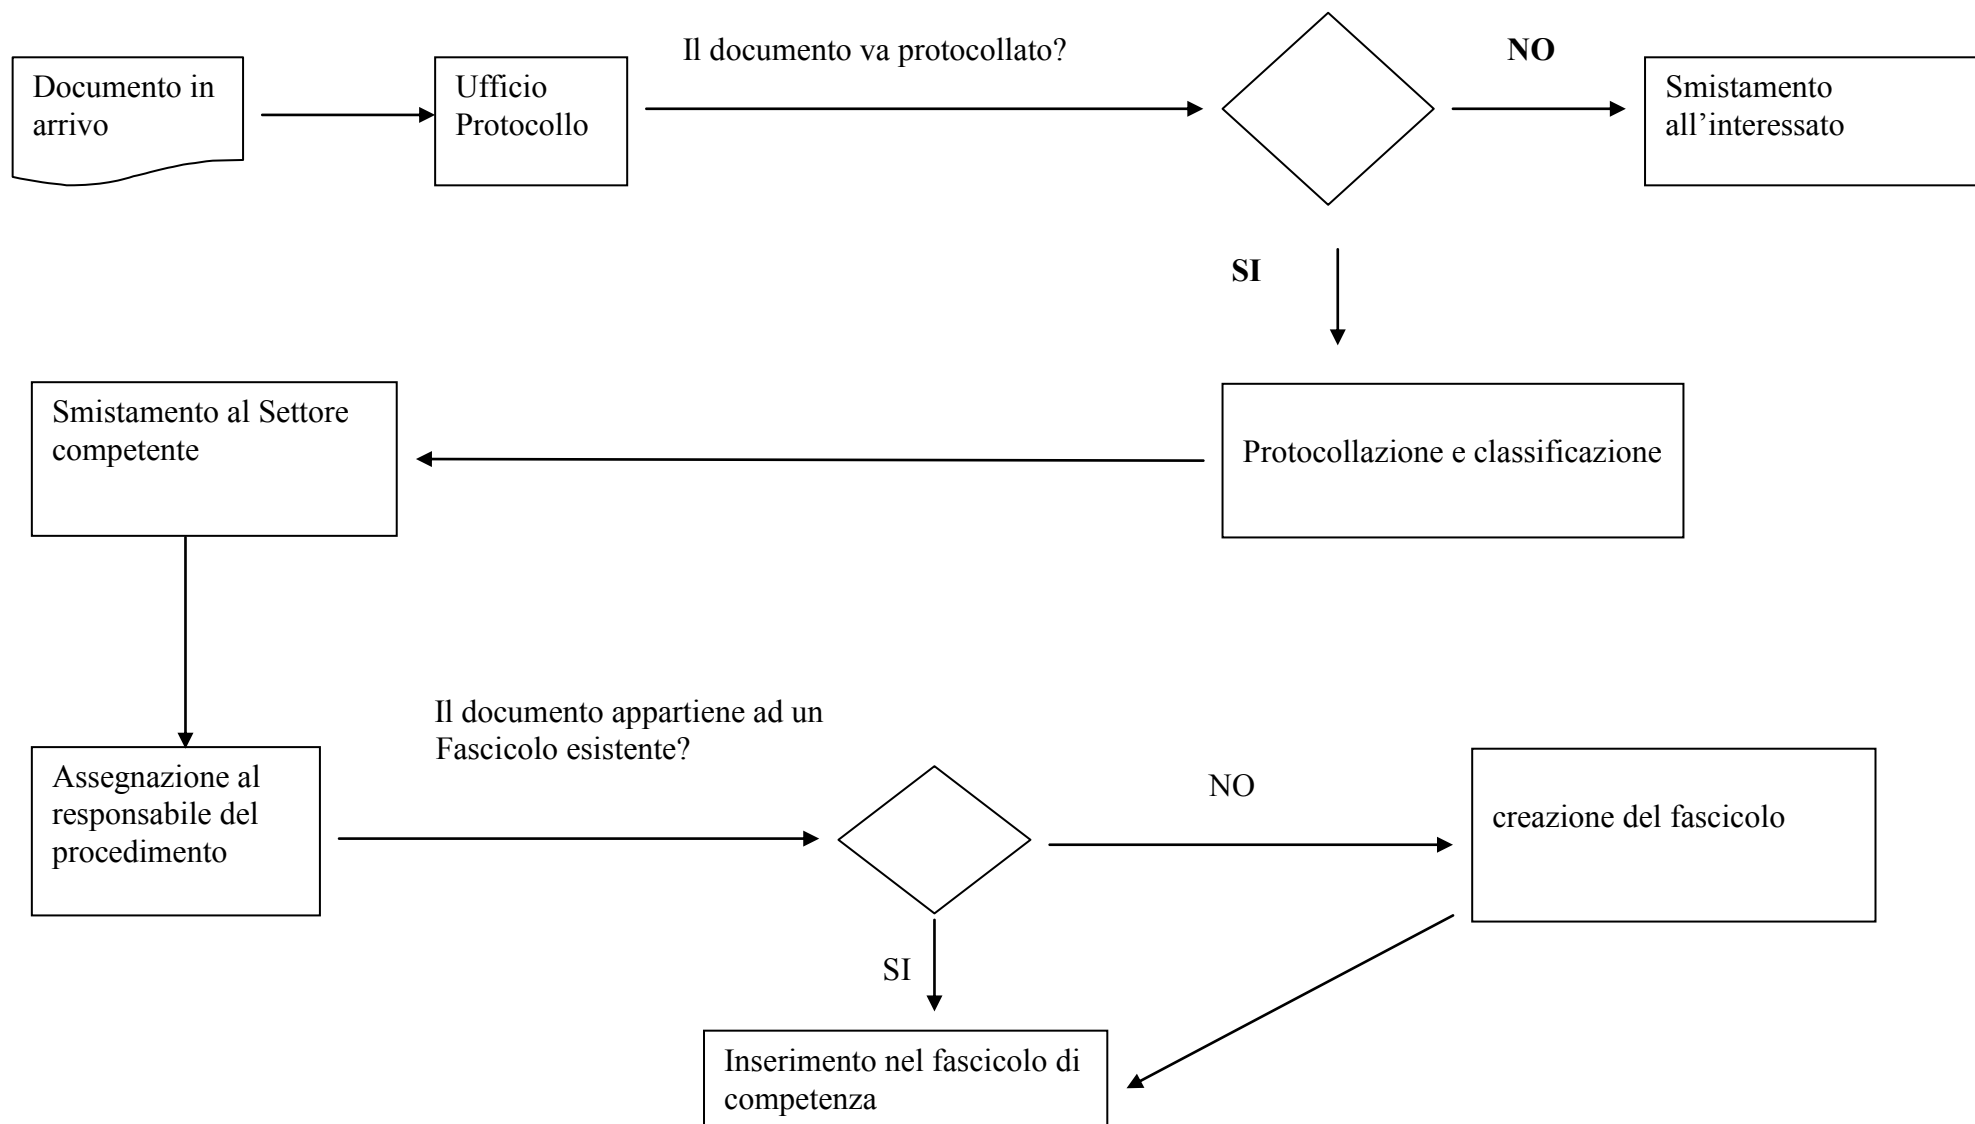 Documento in
arrivo
Ufficio
Protocollo
Il documento va protocollato?
NO
Smistamento
all’interessato
SI
Smistamento al Settore
competente
Protocollazione e classificazione
Assegnazione al
responsabile del
procedimento
Il documento appartiene ad un
Fascicolo esistente?
NO
creazione del fascicolo
SI
Inserimento nel fascicolo di
competenza